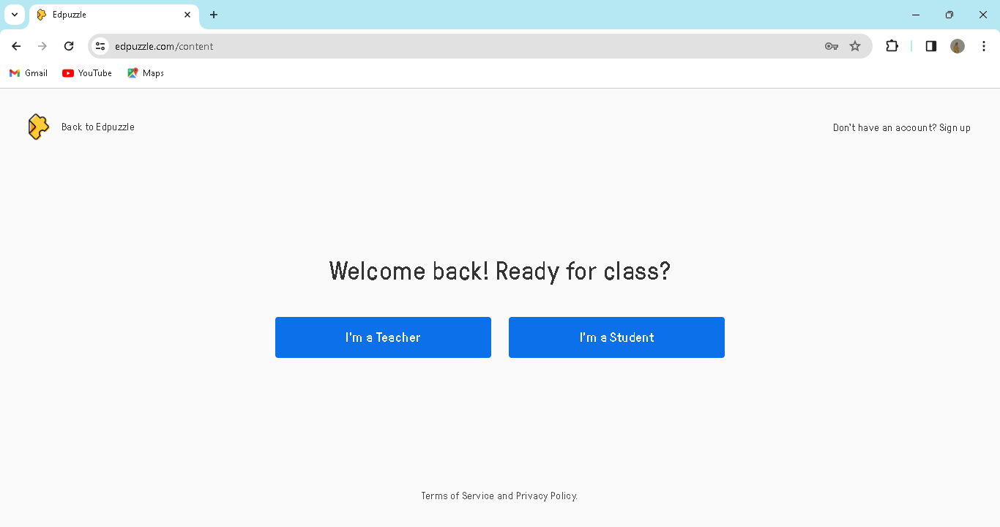 Edpuzzle
edpuzzle.com/content
Gmail YouTube Maps
Back to Edpuzzle
Don't have an account? Sign up
Welcome back! Ready for class?
I'm a Teacher
I'm a Student
Terms of Service and Privacy Policy.